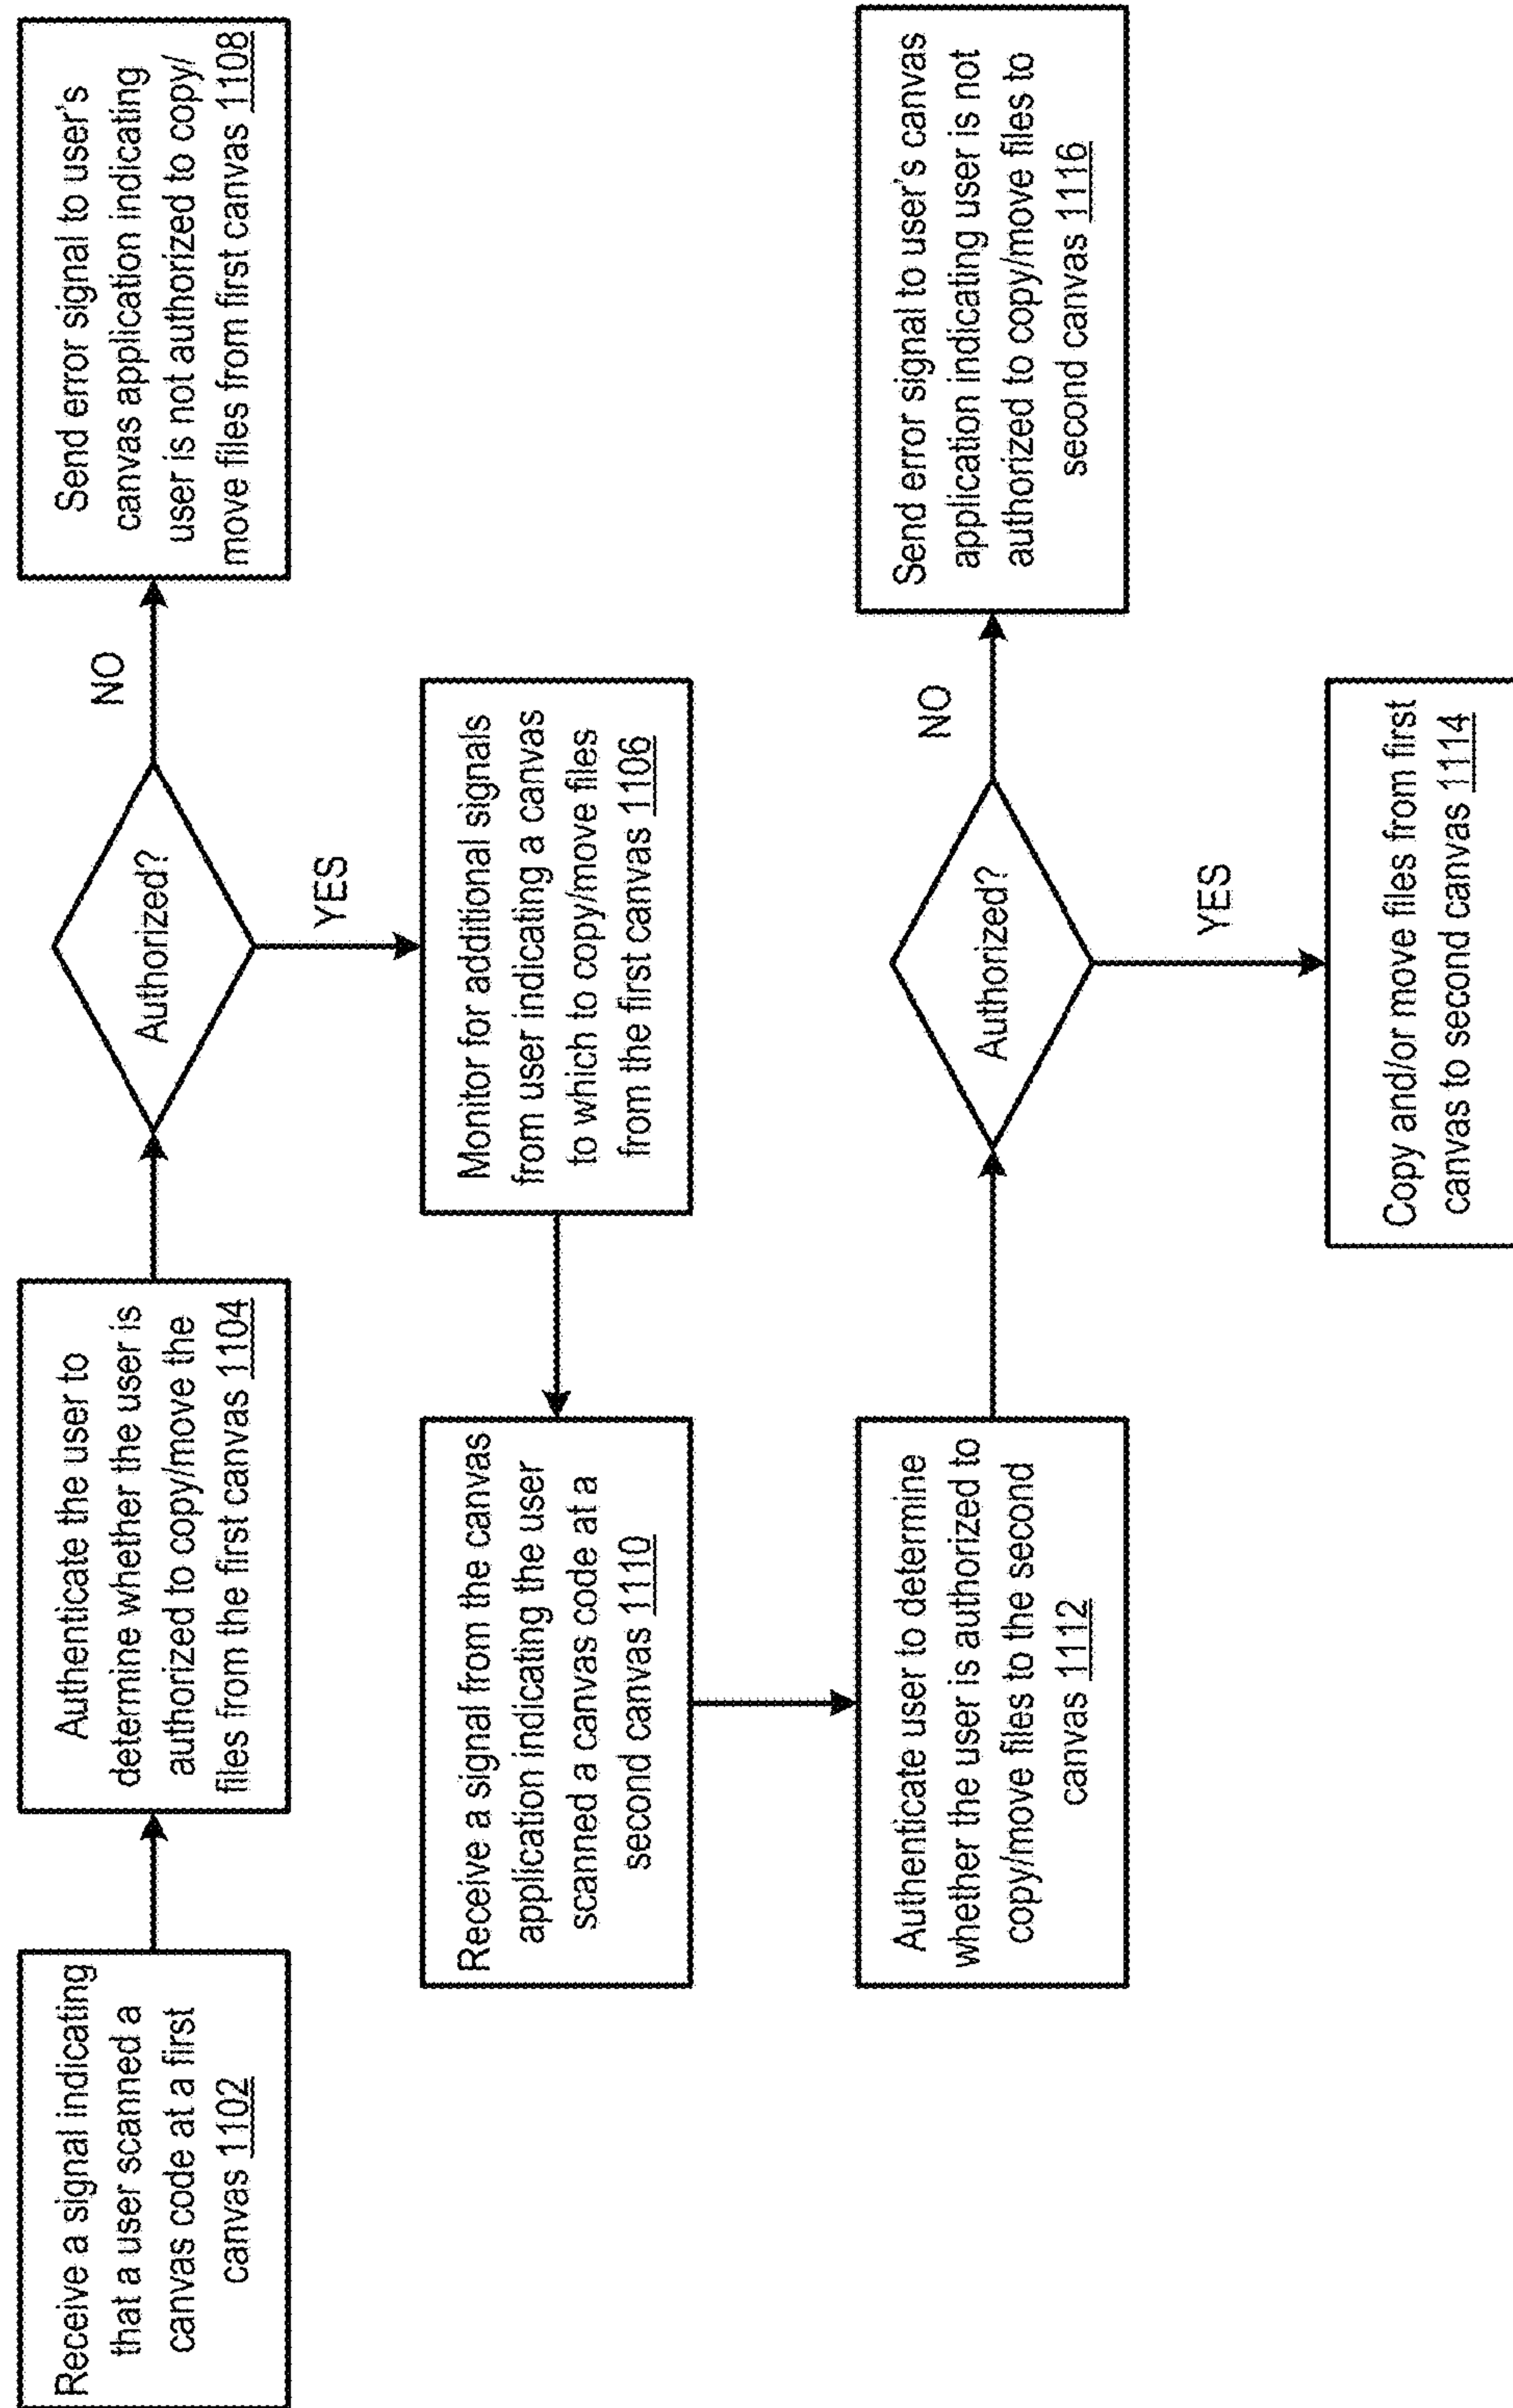 Receive a signal indicating
that a user scanned a
canvas code at a first
canvas 1102
Authenticate the user to
determine whether the user is
authorized to copy/move the
files from the first canvas 1104
Authorized?
NO
Send error signal to user's
canvas application indicating
user is not authorized to copy/
move files from first canvas 1108
YES
Monitor for additional signals
from user indicating a canvas
to which to copy/move files
from the first canvas 1106
Receive a signal from the canvas
application indicating the user
scanned a canvas code at a
second canvas 1110
Authenticate user to determine
whether the user is authorized to
copy/move files to the second
canvas 1112
Authorized?
NO
Send error signal to user's canvas
application indicating user is not
authorized to copy/move files to
second canvas 1116
YES
Copy and/or move files from first
canvas to second canvas 1114